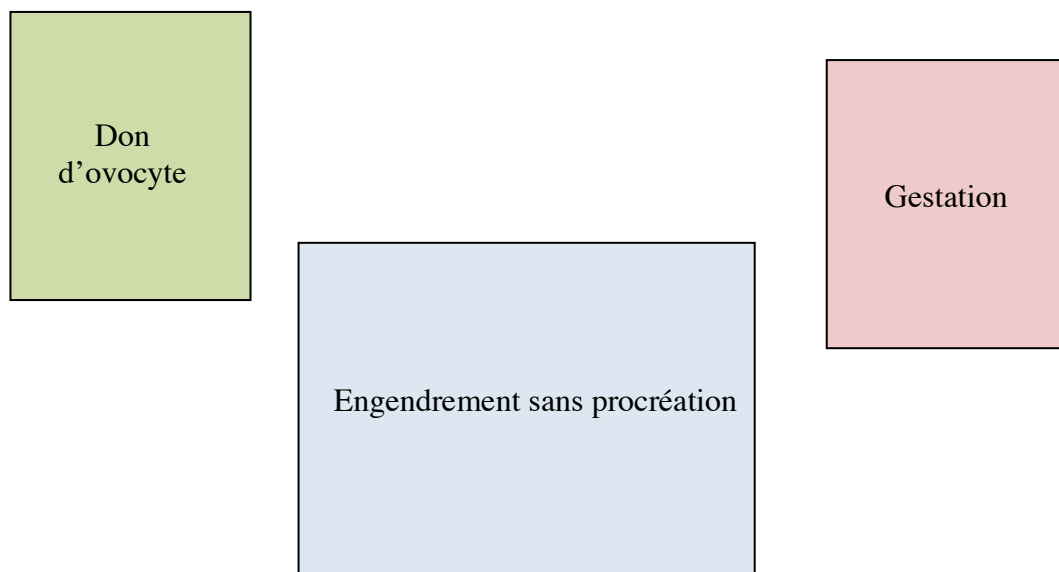 Don
d’ovocyte
Gestation
Engendrement sans procréation